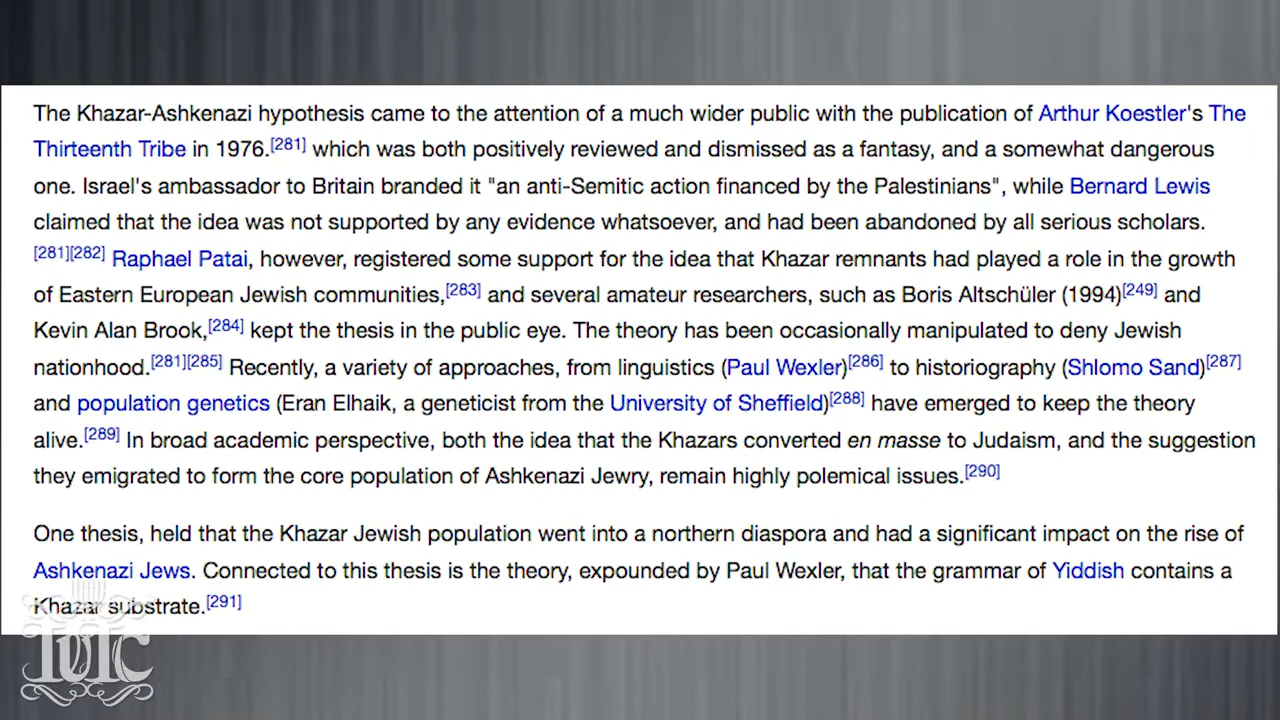 The Khazar-Ashkenazi hypothesis came to the attention of a much wider public with the publication of Arthur Koestler's The
Thirteenth Tribe in 1976.[281] which was both positively reviewed and dismissed as a fantasy, and a somewhat dangerous
one. Israel's ambassador to Britain branded it "an anti-Semitic action financed by the Palestinians", while Bernard Lewis
claimed that the idea was not supported by any evidence whatsoever, and had been abandoned by all serious scholars.
[281][282] Raphael Patai, however, registered some support for the idea that Khazar remnants had played a role in the growth
of Eastern European Jewish communities,[283] and several amateur researchers, such as Boris Altschüler (1994)[249] and
Kevin Alan Brook,[284] kept the thesis in the public eye. The theory has been occasionally manipulated to deny Jewish
nationhood.[281][285] Recently, a variety of approaches, from linguistics (Paul Wexler)[286] to historiography (Shlomo Sand)[287]
and population genetics (Eran Elhaik, a geneticist from the University of Sheffield)[288] have emerged to keep the theory
alive.[289] In broad academic perspective, both the idea that the Khazars converted en masse to Judaism, and the suggestion
they emigrated to form the core population of Ashkenazi Jewry, remain highly polemical issues.[290]
One thesis, held that the Khazar Jewish population went into a northern diaspora and had a significant impact on the rise of
Ashkenazi Jews. Connected to this thesis is the theory, expounded by Paul Wexler, that the grammar of Yiddish contains a
Khazar substrate.[291]
IUIC